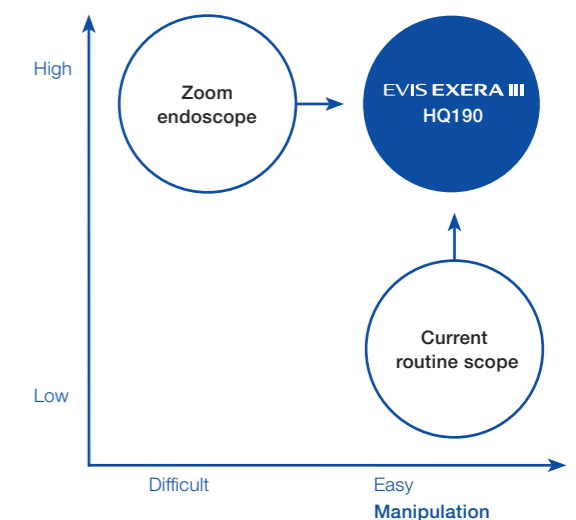 High
Zoom
endoscope
EVIS EXERA III
HQ190
Current
routine scope
Low
Difficult
Easy
Manipulation